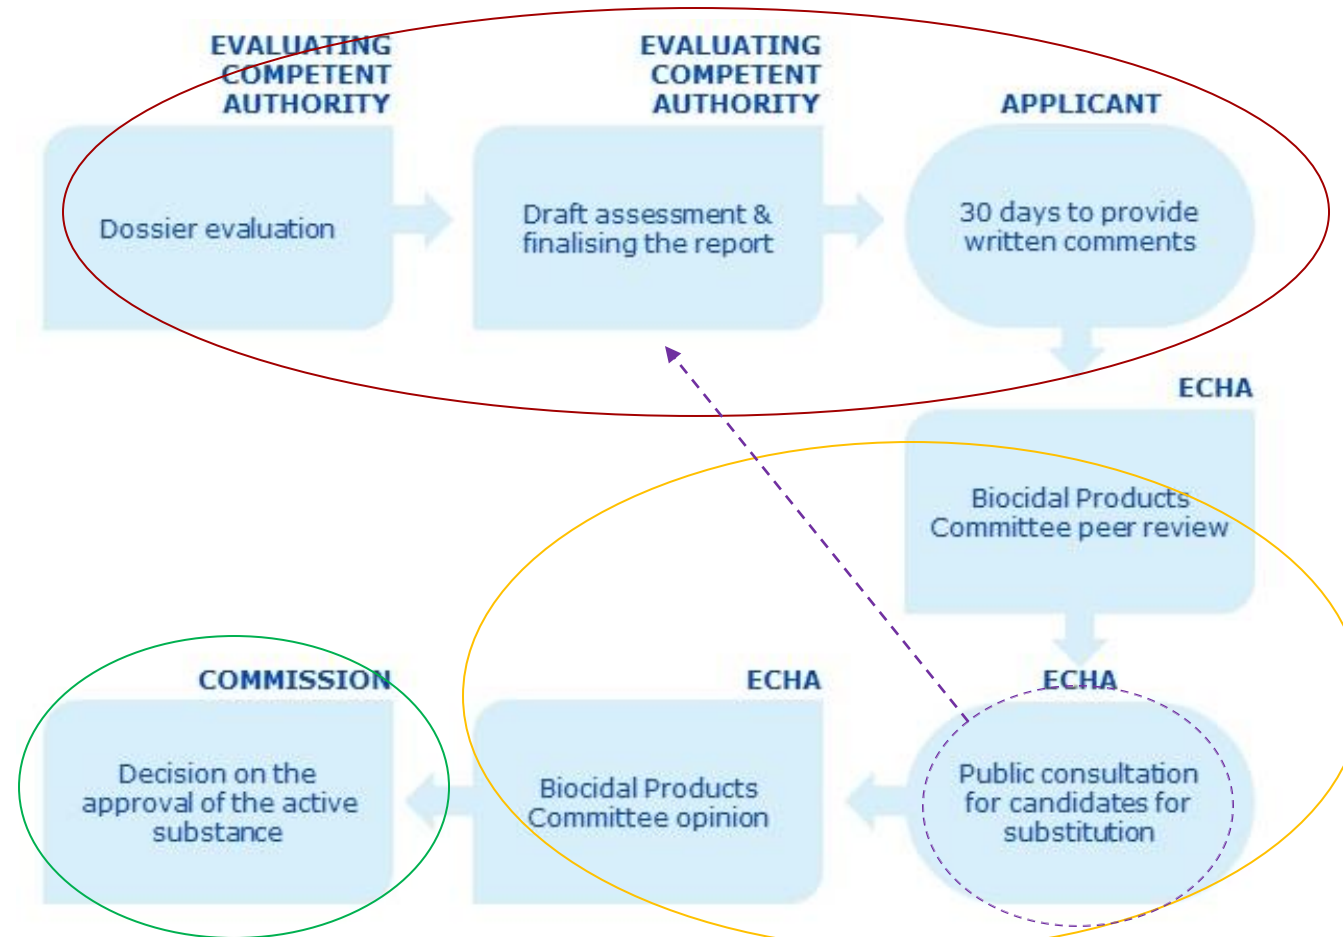 EVALUATING
COMPETENT
AUTHORITY
Dossier evaluation
EVALUATING
COMPETENT
AUTHORITY
Draft assessment &
finalising the report
APPLICANT
30 days to provide
written comments
ECHA
Biocidal Products
Committee peer review
ECHA
Public consultation
for candidates for
substitution
ECHA
Biocidal Products
Committee opinion
COMMISSION
Decision on the
approval of the active
substance